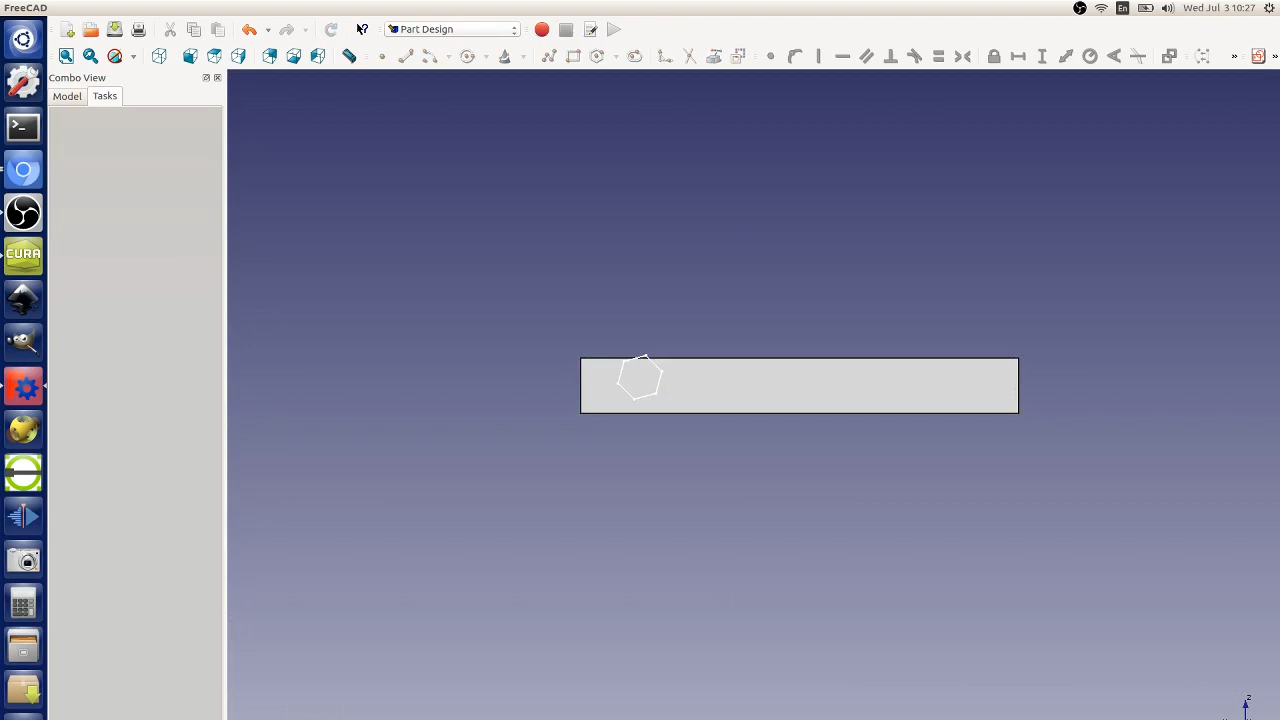 FreeCAD
En
Wed Jul 3 10:27
Part Design
Combo View
Model
Tasks
>_
CURA
z